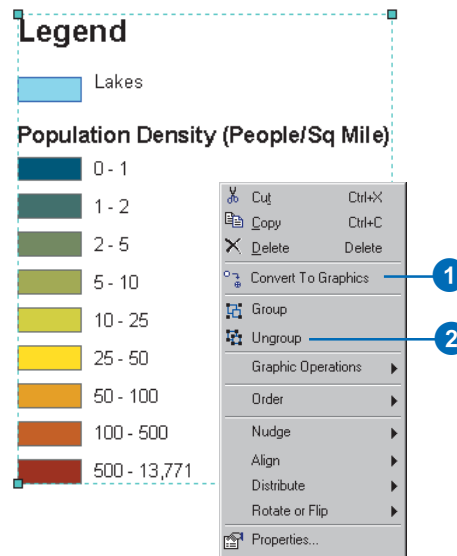 Legend
Lakes
Population Density (People/Sq Mile)
0 - 1
1 - 2
2 - 5
5 - 10
10 - 25
25 - 50
50 - 100
100 - 500
500 - 13,771
Cut Ctrl+X
Copy Ctrl+C
Delete Delete
Convert To Graphics 1
Group
Ungroup 2
Graphic Operations
Order
Nudge
Align
Distribute
Rotate or Flip
Properties...